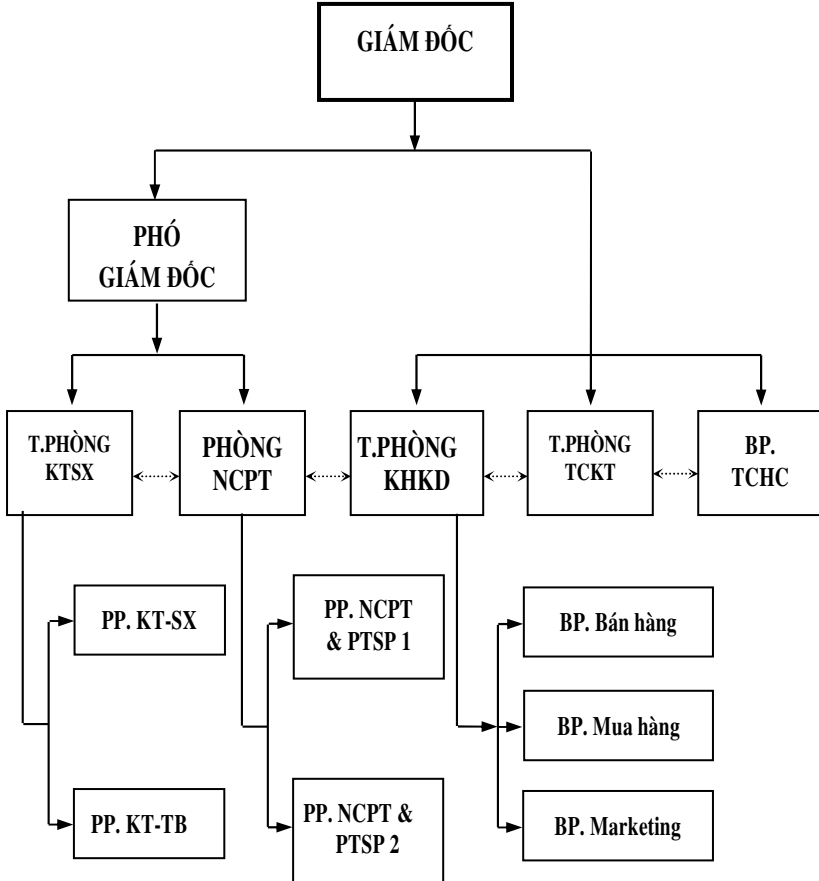 GIÁM ĐỐC
PHÓ
GIÁM ĐỐC
T.PHÒNG
KTSX
PHÒNG
NCPT
T.PHÒNG
KHKD
T.PHÒNG
TCKT
BP.
TCHC
PP. KT-SX
PP. NCPT
& PTSP 1
BP. Bán hàng
BP. Mua hàng
PP. KT-TB
PP. NCPT &
PTSP 2
BP. Marketing